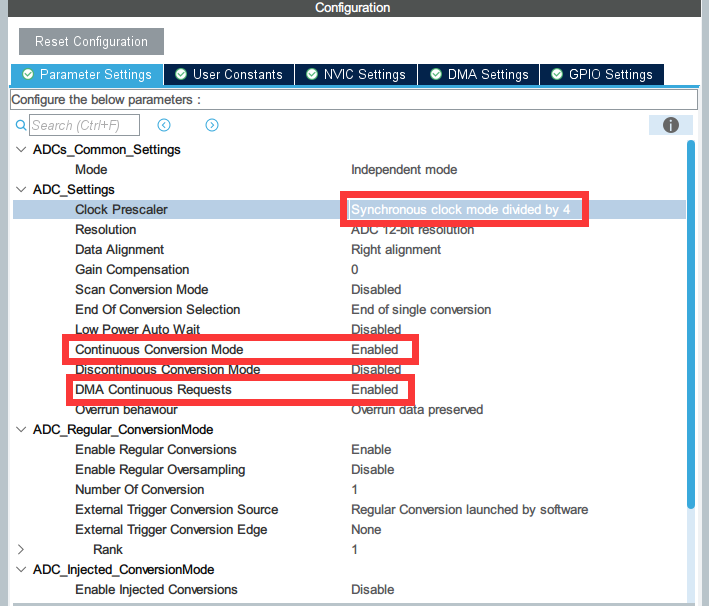 Configuration
Reset Configuration
Parameter Settings User Constants NVIC Settings DMA Settings GPIO Settings
Configure the below parameters :
Search (Ctrl+F)
ADCs_Common_Settings
Mode Independent mode
ADC_Settings
Clock Prescaler Synchronous clock mode divided by 4
Resolution ADC 12-bit resolution
Data Alignment Right alignment
Gain Compensation 0
Scan Conversion Mode Disabled
End Of Conversion Selection End of single conversion
Low Power Auto Wait Disabled
Continuous Conversion Mode Enabled
Discontinuous Conversion Mode Disabled
DMA Continuous Requests Enabled
Overrun behaviour Overrun data preserved
ADC_Regular_ConversionMode
Enable Regular Conversions Enable
Enable Regular Oversampling Disable
Number Of Conversion 1
External Trigger Conversion Source Regular Conversion launched by software
External Trigger Conversion Edge None
Rank 1
ADC_Injected_ConversionMode
Enable Injected Conversions Disable